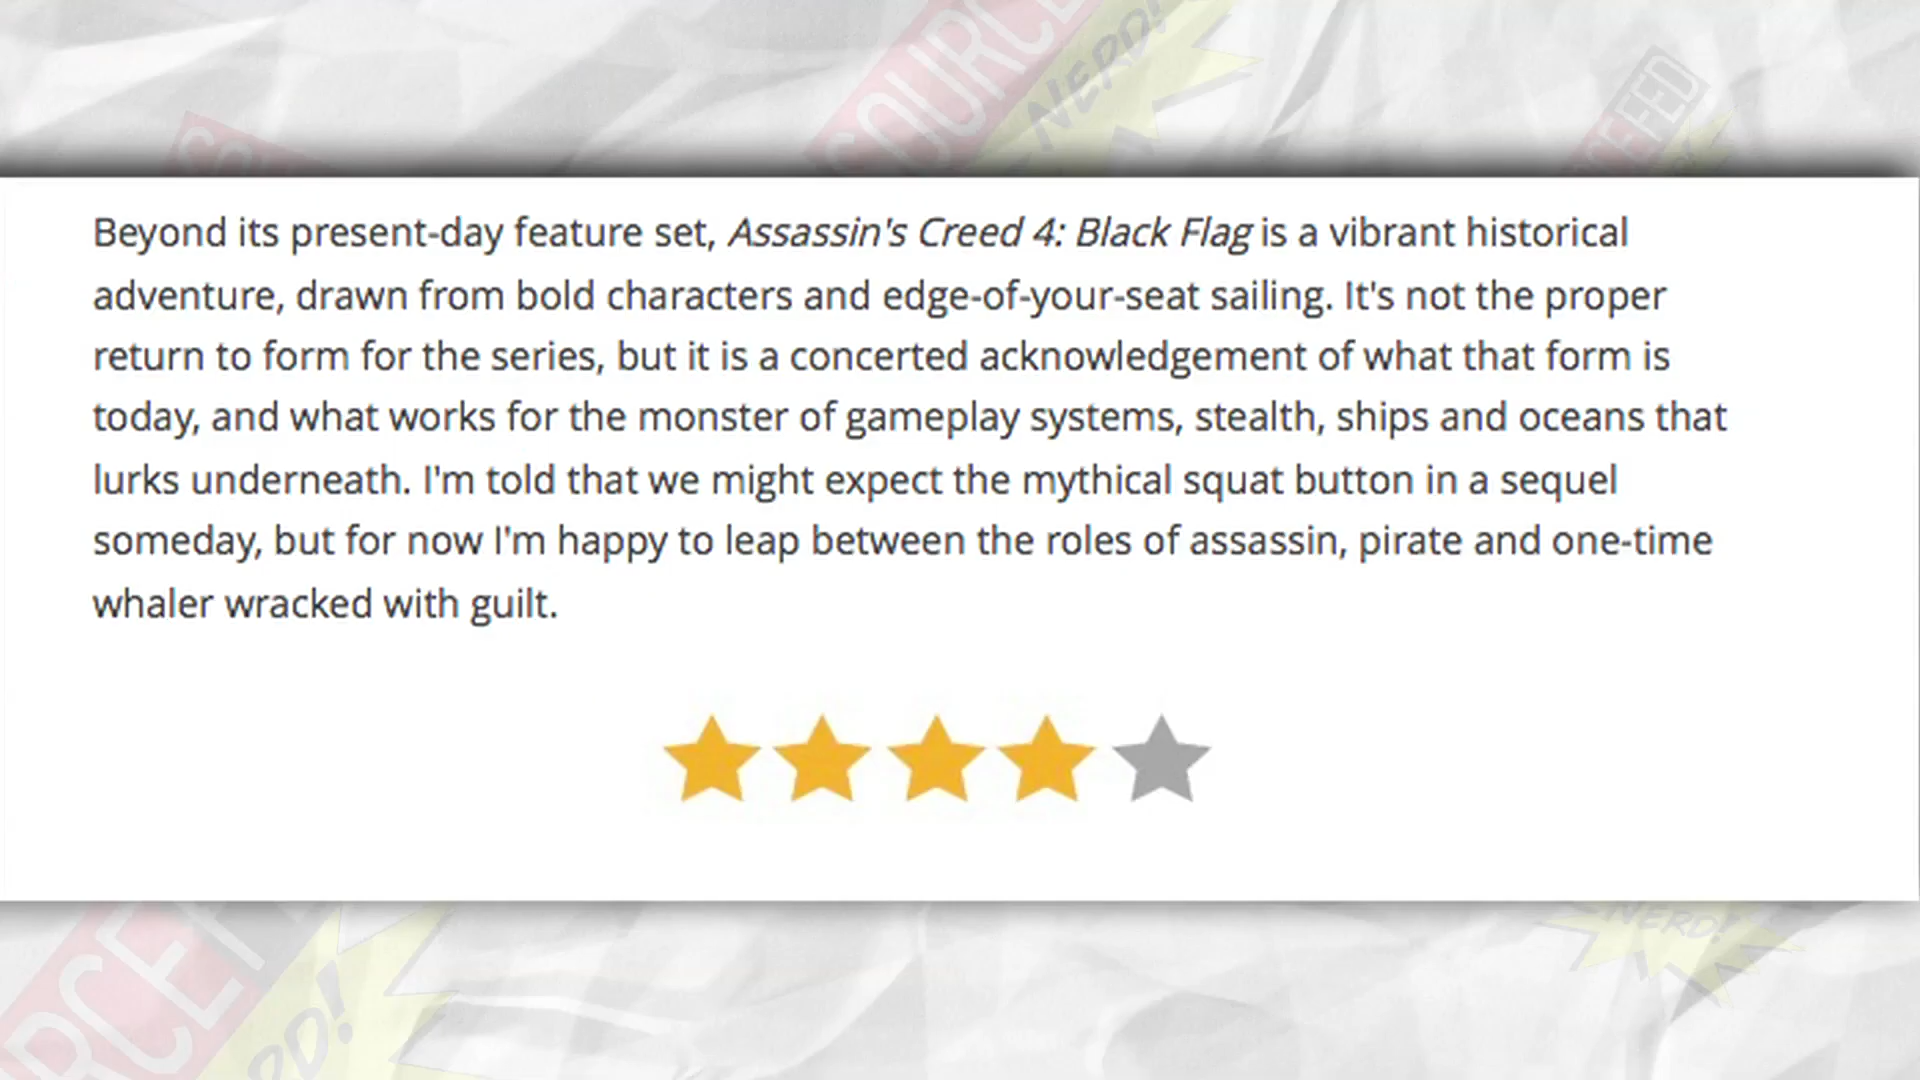 Beyond its present-day feature set, Assassin's Creed 4: Black Flag is a vibrant historical
adventure, drawn from bold characters and edge-of-your-seat sailing. It's not the proper
return to form for the series, but it is a concerted acknowledgement of what that form is
today, and what works for the monster of gameplay systems, stealth, ships and oceans that
lurks underneath. I'm told that we might expect the mythical squat button in a sequel
someday, but for now I'm happy to leap between the roles of assassin, pirate and one-time
whaler wracked with guilt.
NERD!
NERD!